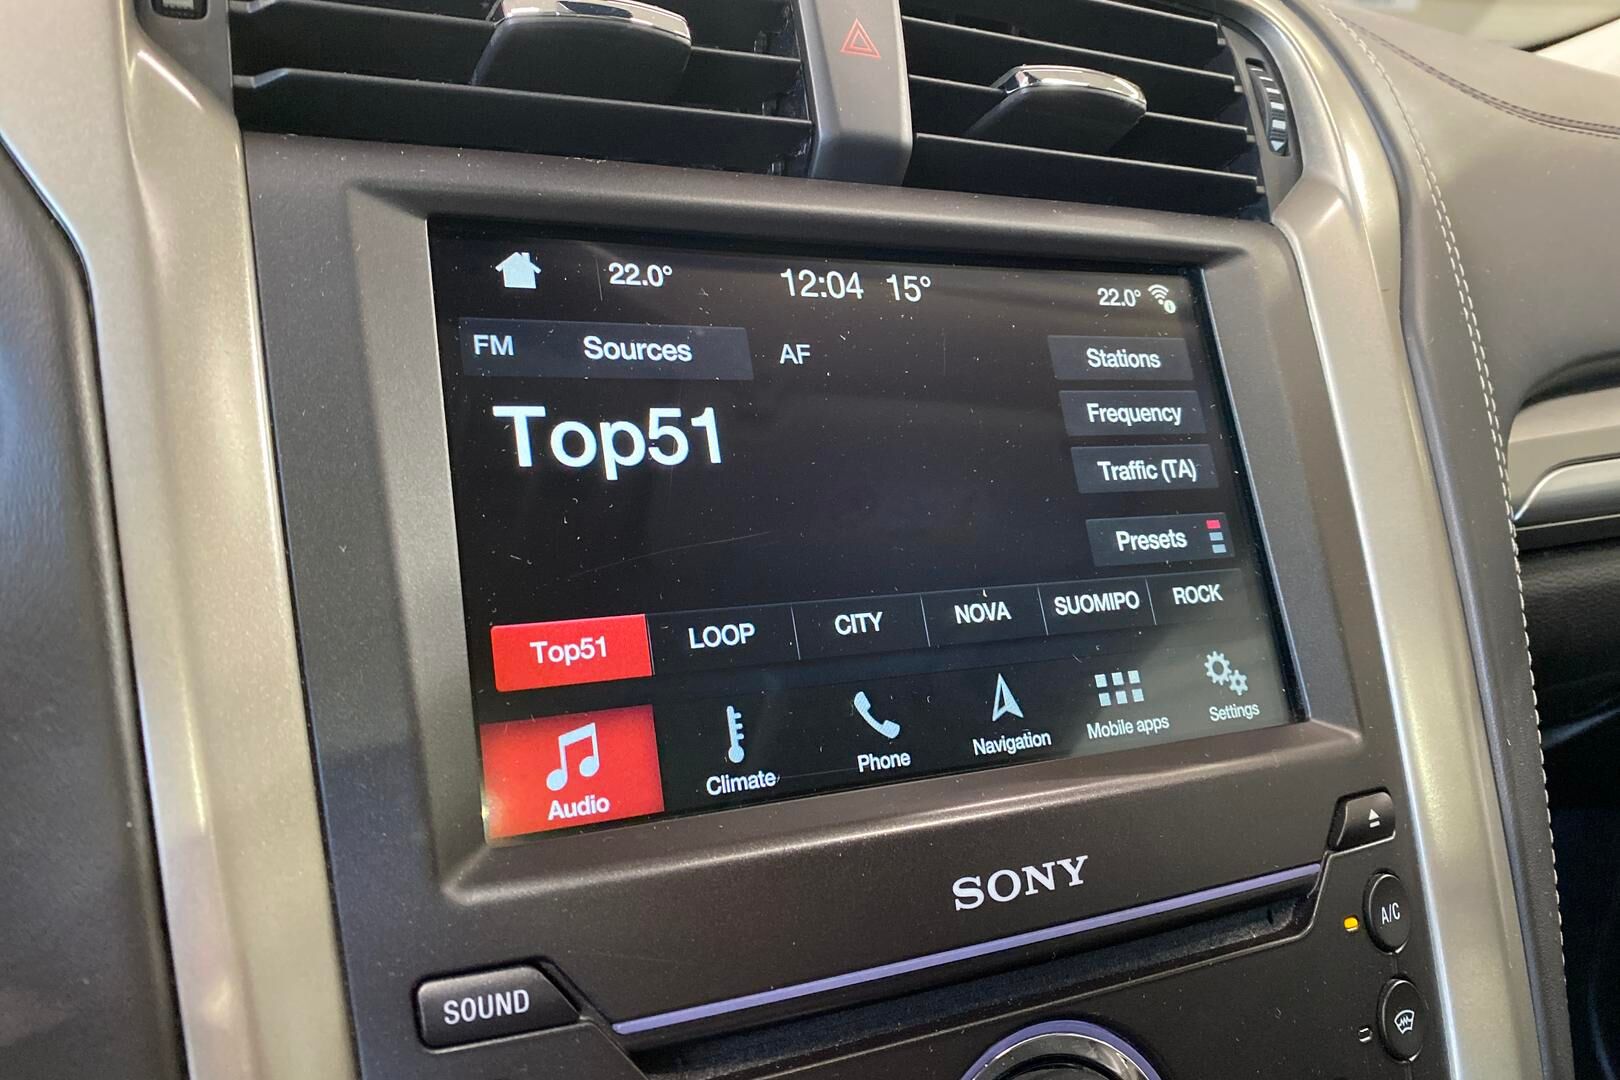 22.0° 12:04 15° 22.0°
FM Sources AF Stations
Top51
Frequency
Traffic (TA)
Presets
Top51 LOOP CITY NOVA SUOMIPO ROCK
Audio Climate Phone Navigation Mobile apps Settings
SONY
A/C
SOUND